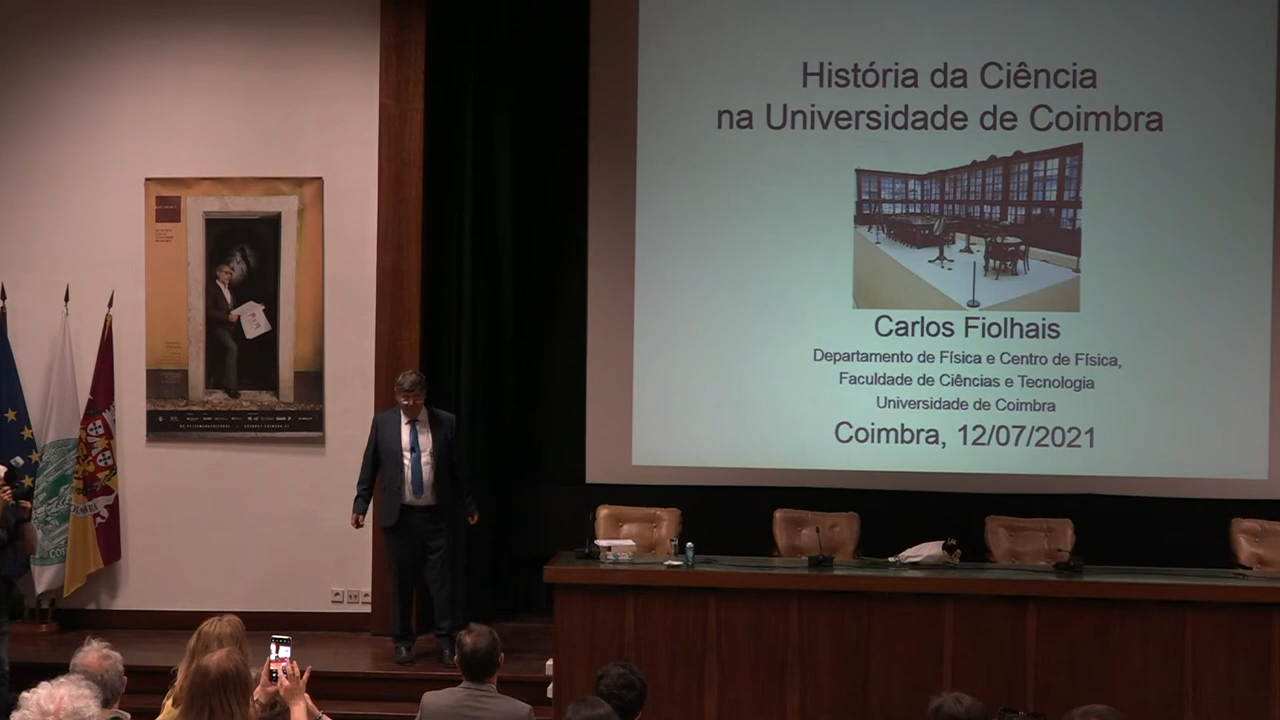 História da Ciência
na Universidade de Coimbra
Carlos Fiolhais
Departamento de Física e Centro de Física,
Faculdade de Ciências e Tecnologia
Universidade de Coimbra
Coimbra, 12/07/2021